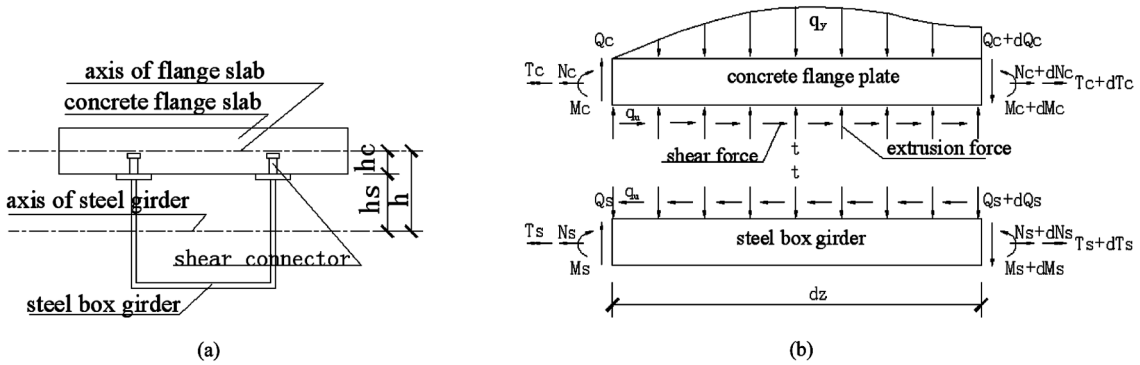 axis of flange slab
concrete flange slab
axis of steel girder
shear connector
steel box girder
hc
hs
h
(a)
qy
Qc
Qc+dQc
Tc
Nc
Mc
concrete flange plate
Nc+dNc
Tc+dTc
Mc+dMc
qu
shear force
t
extrusion force
t
Qs
qu
Qs+dQs
Ts
Ns
Ms
steel box girder
Ns+dNs
Ts+dTs
Ms+dMs
dz
(b)